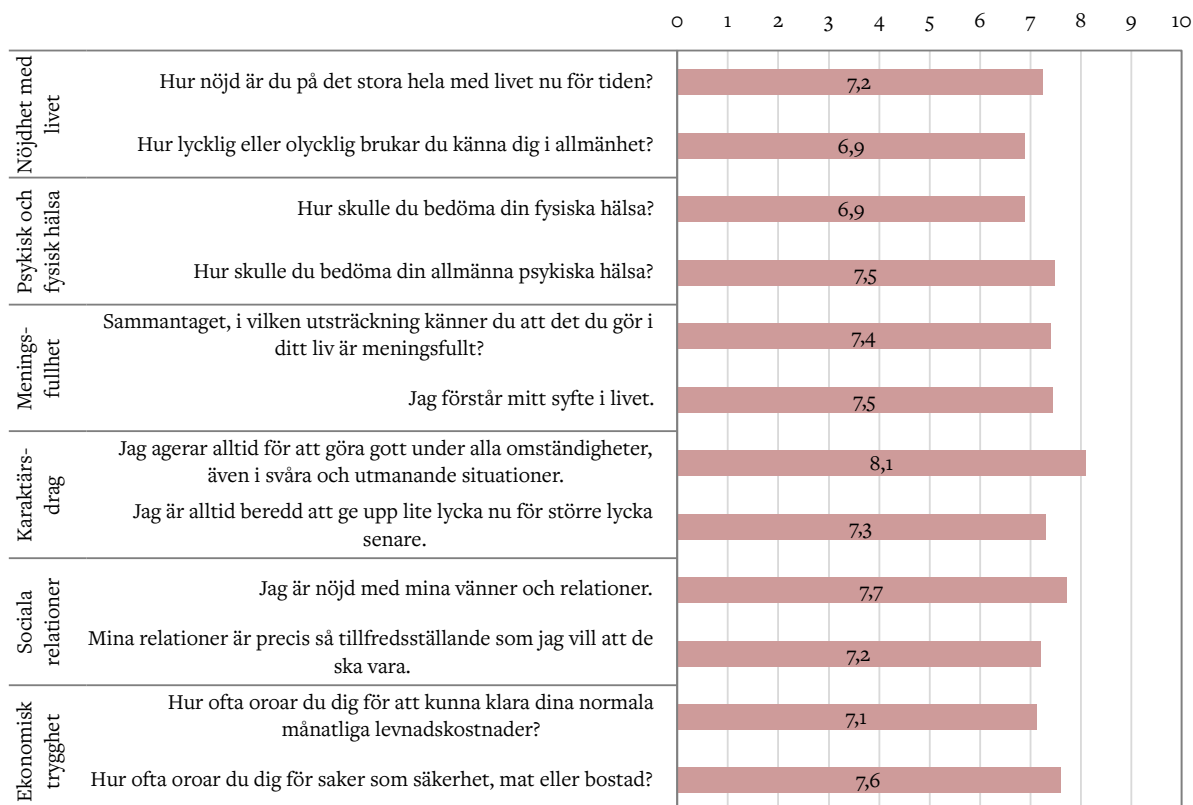 0 1 2 3 4 5 6 7 8 9 10
Nöjdhet med
livet
Hur nöjd är du på det stora hela med livet nu för tiden?
7,2
Hur lycklig eller olycklig brukar du känna dig i allmänhet?
6,9
Psykisk och
fysisk hälsa
Hur skulle du bedöma din fysiska hälsa?
6,9
Hur skulle du bedöma din allmänna psykiska hälsa?
7,5
Menings-
fullhet
Sammantaget, i vilken utsträckning känner du att det du gör i
ditt liv är meningsfullt?
7,4
Jag förstår mitt syfte i livet.
7,5
Karaktärs-
drag
Jag agerar alltid för att göra gott under alla omständigheter,
även i svåra och utmanande situationer.
8,1
Jag är alltid beredd att ge upp lite lycka nu för större lycka
senare.
7,3
Sociala
relationer
Jag är nöjd med mina vänner och relationer.
7,7
Mina relationer är precis så tillfredsställande som jag vill att de
ska vara.
7,2
Ekonomisk
trygghet
Hur ofta oroar du dig för att kunna klara dina normala
månatliga levnadskostnader?
7,1
Hur ofta oroar du dig för saker som säkerhet, mat eller bostad?
7,6